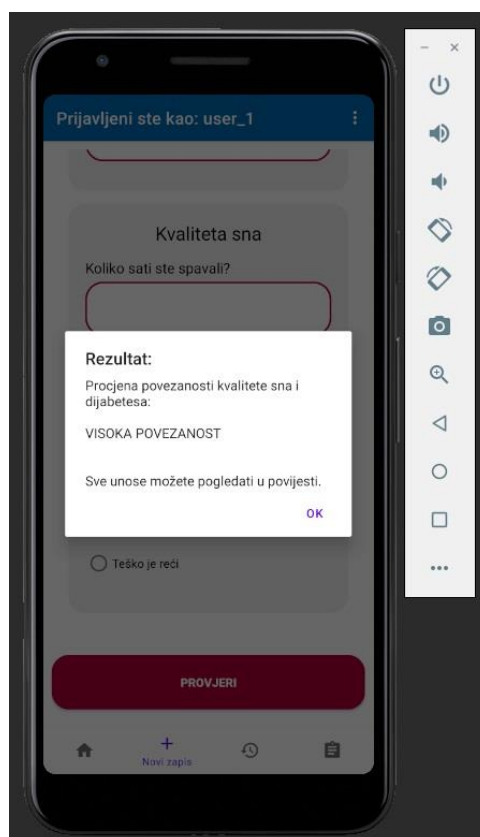 Prijavljeni ste kao: user_1
Kvaliteta sna
Koliko sati ste spavali?
Rezultat:
Procjena povezanosti kvalitete sna i
dijabetesa:
VISOKA POVEZANOST
Sve unose možete pogledati u povijesti.
OK
Teško je reći
PROVJERI
Novi zapis